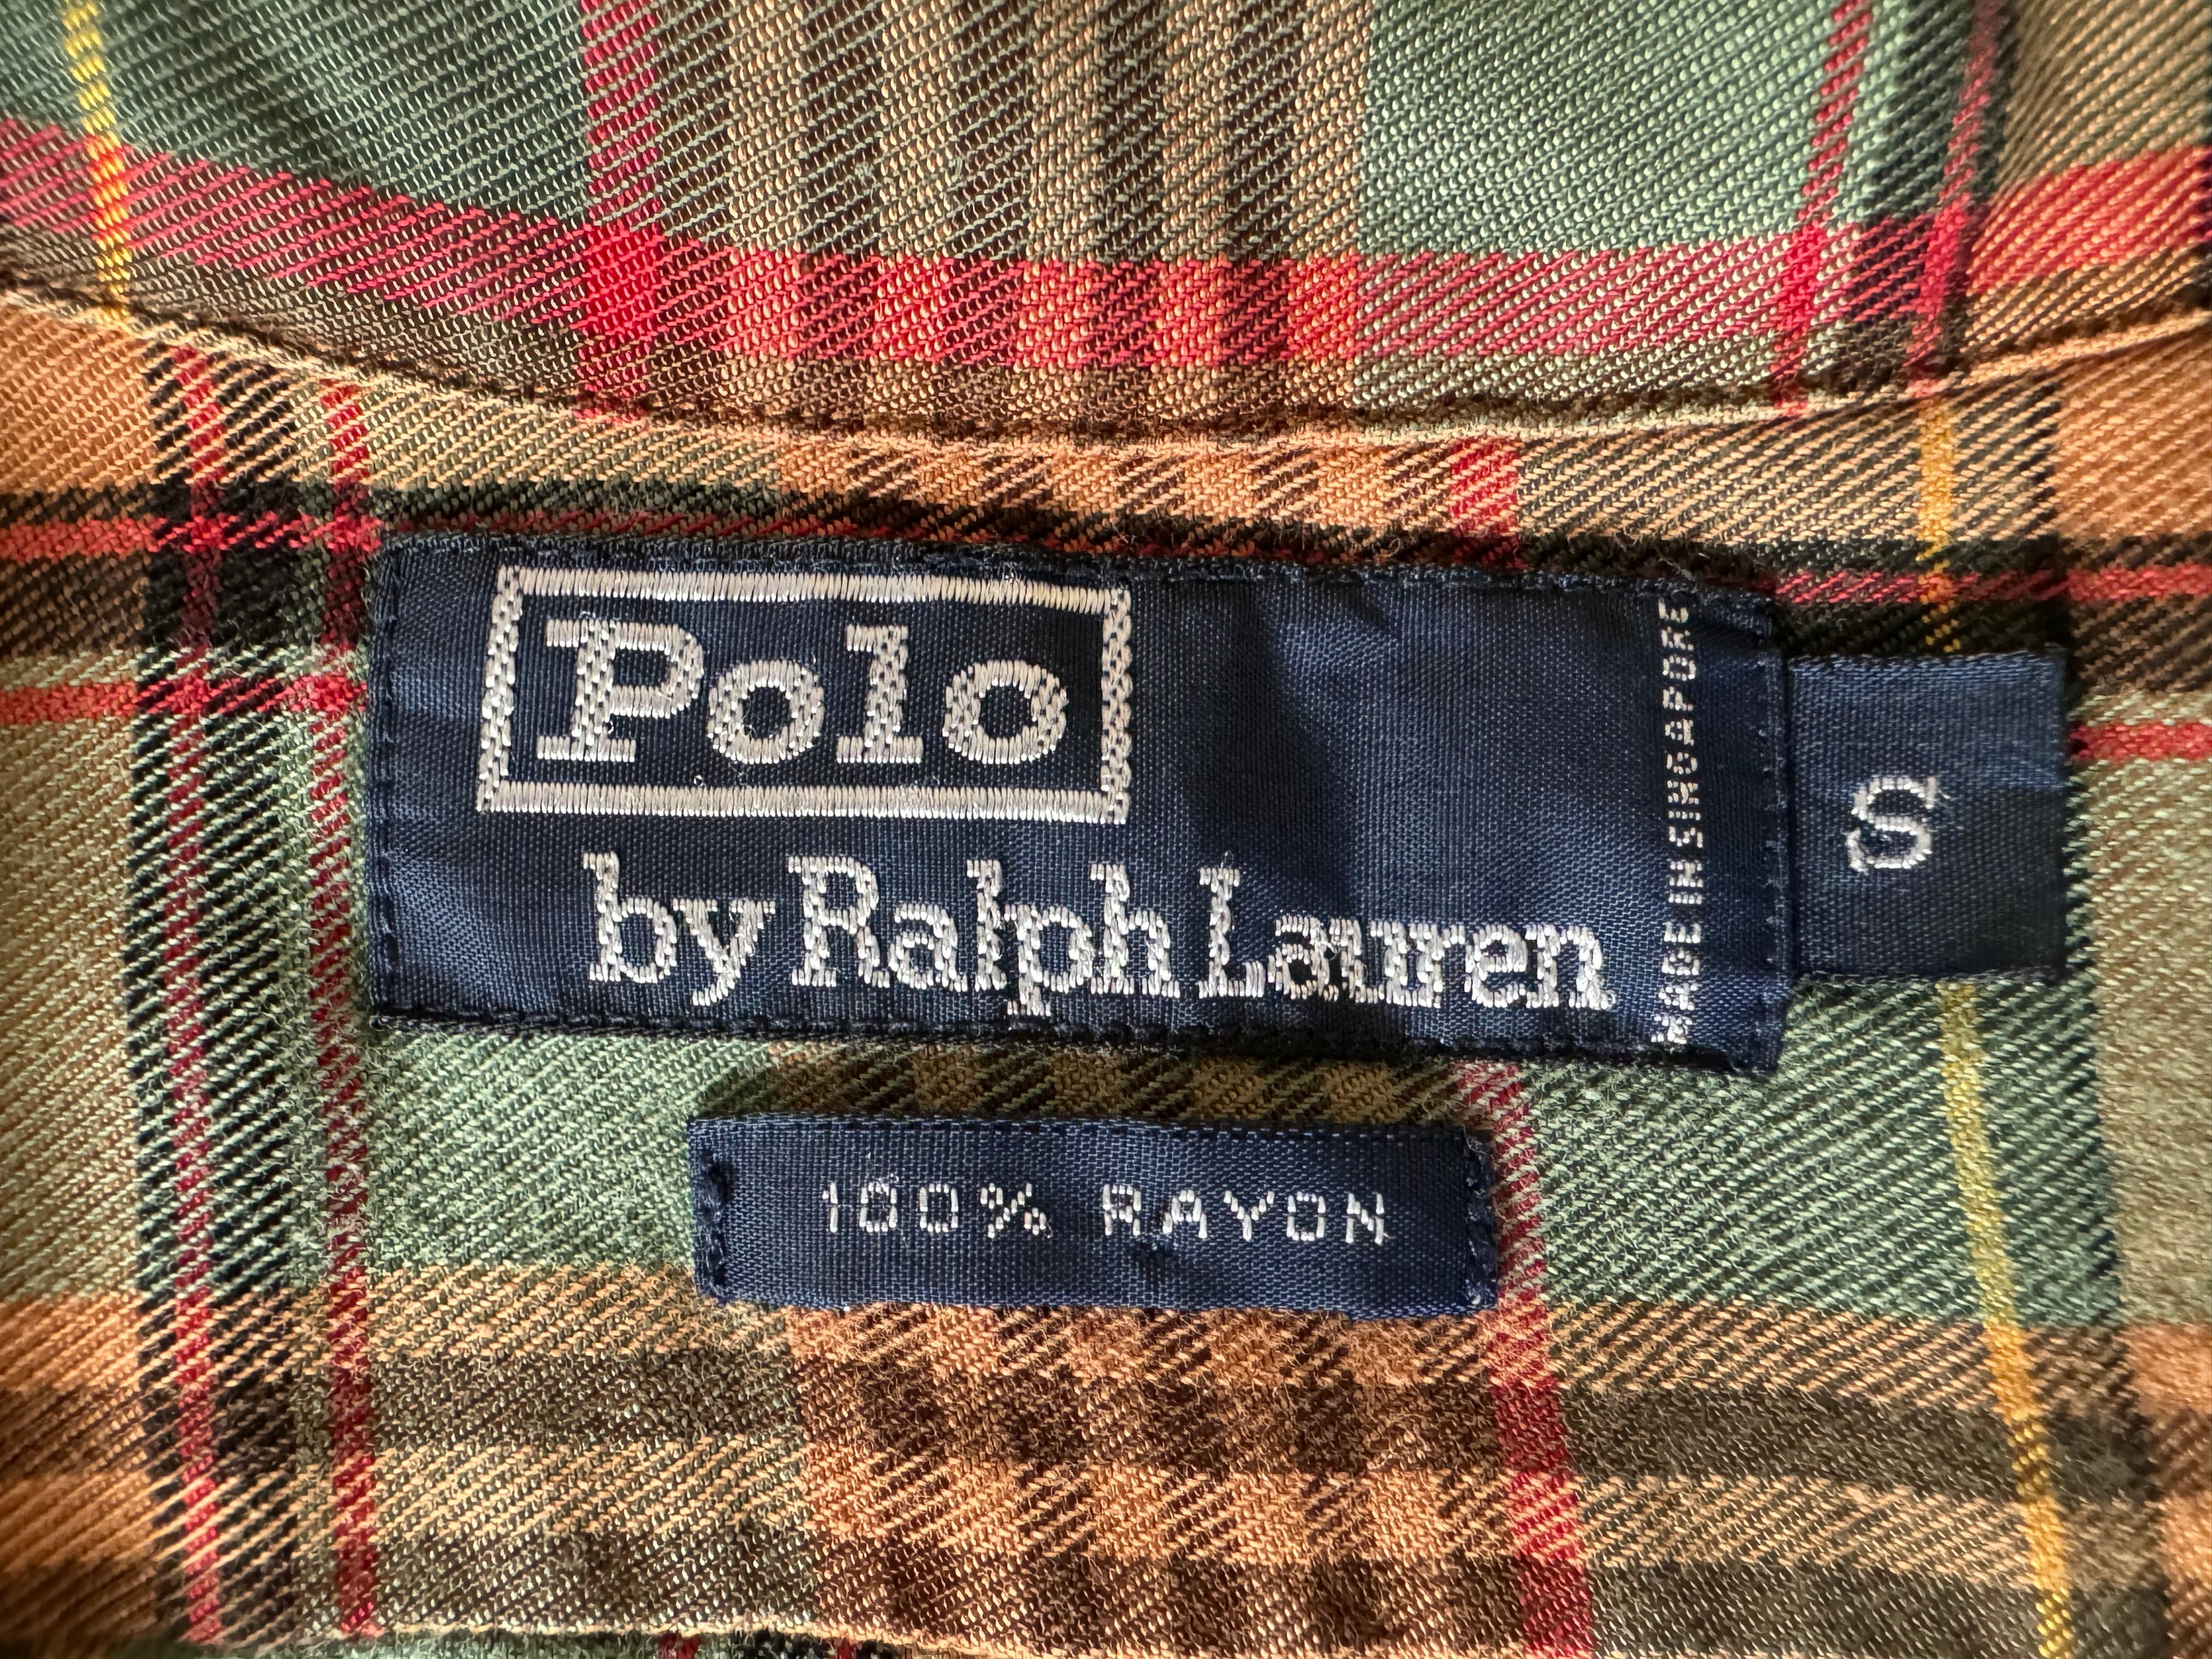 Polo
by Ralph Lauren
MADE IN SINGAPORE
S
100% RAYON